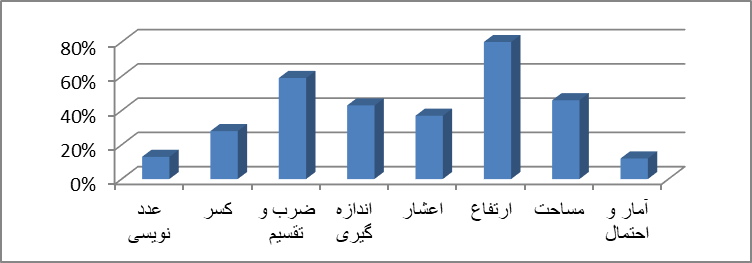 80%
60%
40%
20%
0%
عدد
نویسی
کسر
ضرب و
تقسیم
اندازه
گیری
اعشار
ارتفاع
مساحت
آمار و
احتمال